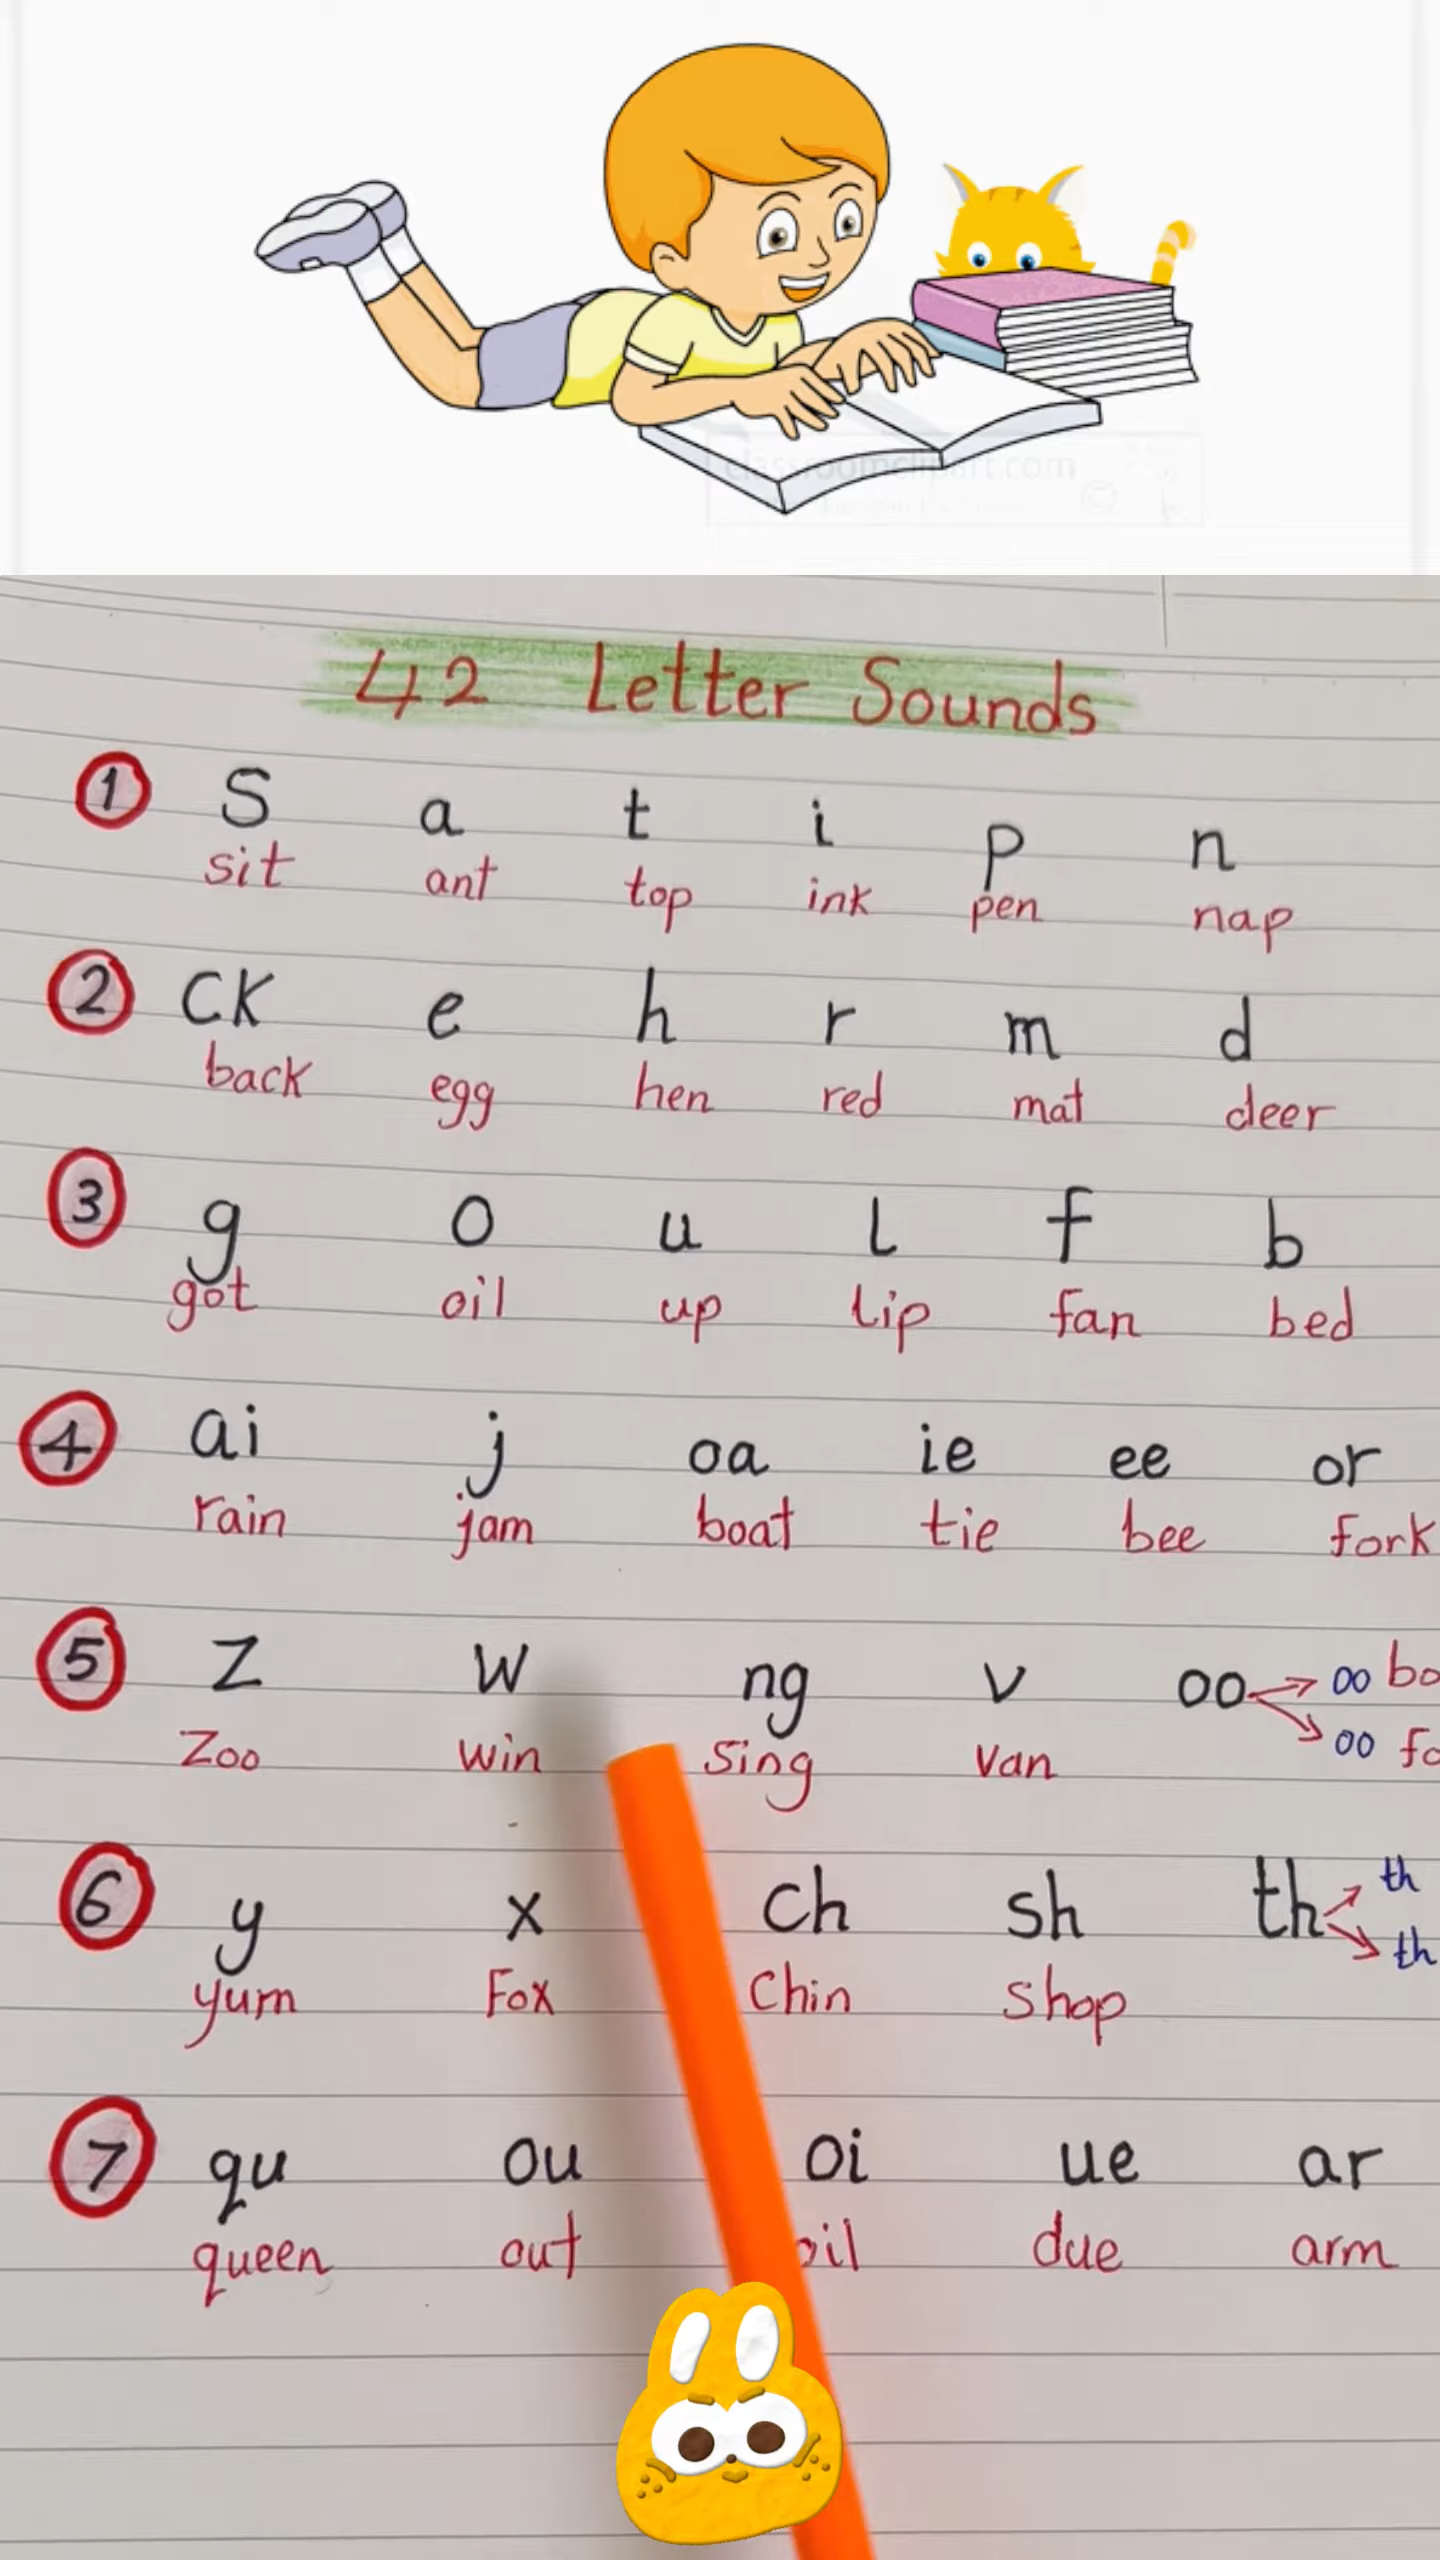 classroomclipart.com
42 Letter Sounds
1 S a t i p n
sit ant top ink pen nap
2 CK e h r m d
back egg hen red mat deer
3 g o u l f b
got oil up lip fan bed
4 ai j oa ie ee or
rain jam boat tie bee fork
5 Z W ng v oo oo
Zoo win sing van oo
6 y x ch sh th th
yum Fox Chin shop th
7 qu ou oi ue ar
queen out due arm